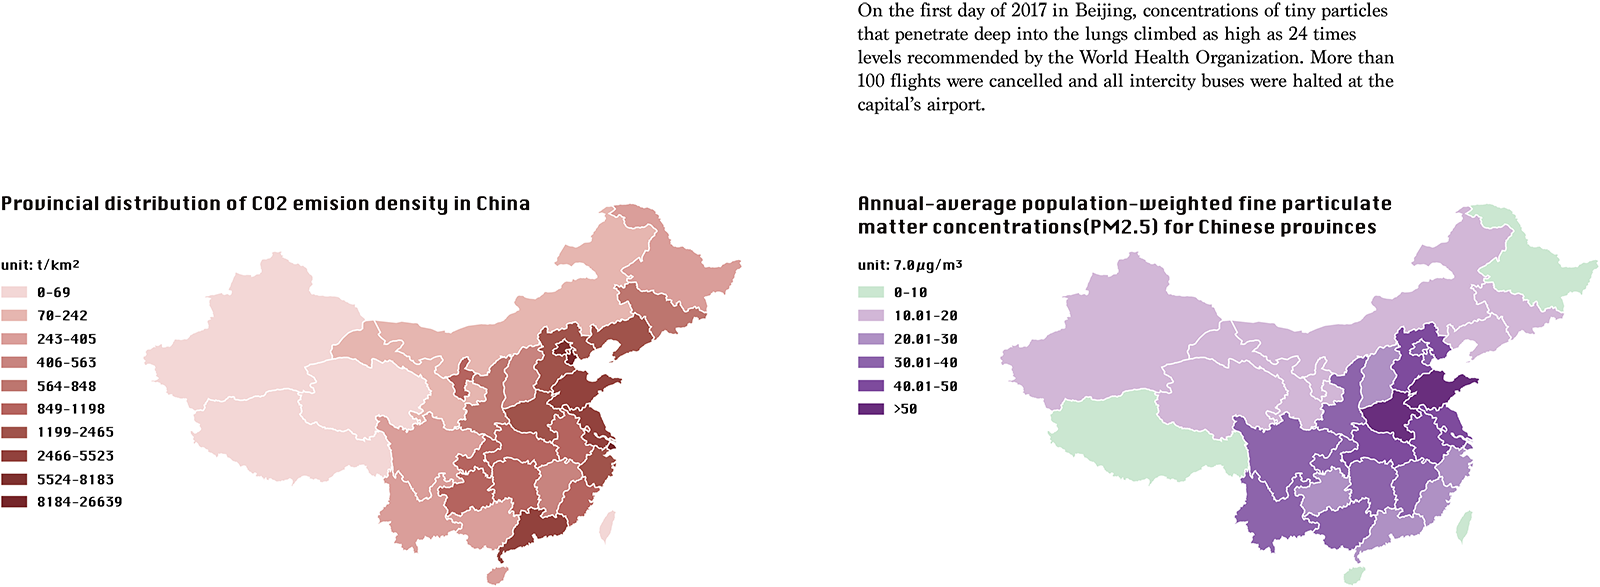 On the first day of 2017 in Beijing, concentrations of tiny particles
that penetrate deep into the lungs climbed as high as 24 times
levels recommended by the World Health Organization. More than
100 flights were cancelled and all intercity buses were halted at the
capital’s airport.
Provincial distribution of CO2 emision density in China
unit: t/km2
0-69
70-242
243-405
406-563
564-848
849-1198
1199-2465
2466-5523
5524-8183
8184-26639
Annual-average population-weighted fine particulate
matter concentrations(PM2.5) for Chinese provinces
unit: 7.0μg/m3
0-10
10.01-20
20.01-30
30.01-40
40.01-50
>50